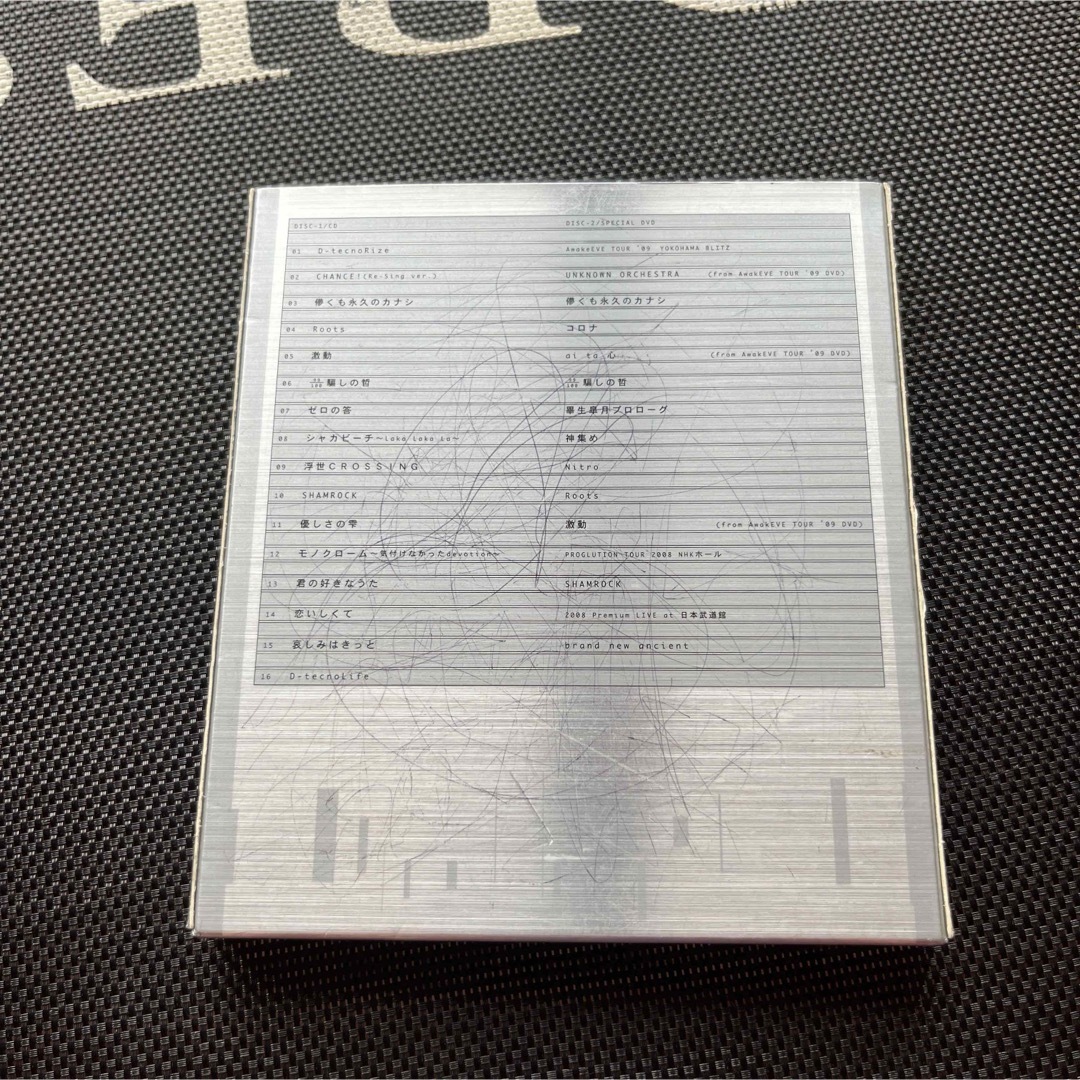 DISC-1/CD
01 D-tecnoRize
02 CHANCE!(Re-Sing ver.)
03 儚くも永久のカナシ
04 Roots
05 激動
06 99/100 騙しの哲
07 ゼロの答
08 シャカビーチ〜Laka Laka La〜
09 浮世CROSSING
10 SHAMROCK
11 優しさの雫
12 モノクローム〜気付けなかったdevotion〜
13 君の好きなうた
14 恋いしくて
15 哀しみはきっと
16 D-tecnoLife
DISC-2/SPECIAL DVD
AwakEVE TOUR '09 YOKOHAMA BLITZ
UNKNOWN ORCHESTRA (from AwakEVE TOUR '09 DVD)
儚くも永久のカナシ
コロナ
ai ta 心 (from AwakEVE TOUR '09 DVD)
99/100 騙しの哲
畢生皐月プロローグ
神集め
Nitro
Roots
激動 (from AwakEVE TOUR '09 DVD)
PROGLUTION TOUR 2008 NHKホール
SHAMROCK
2008 Premium LIVE at 日本武道館
brand new ancient